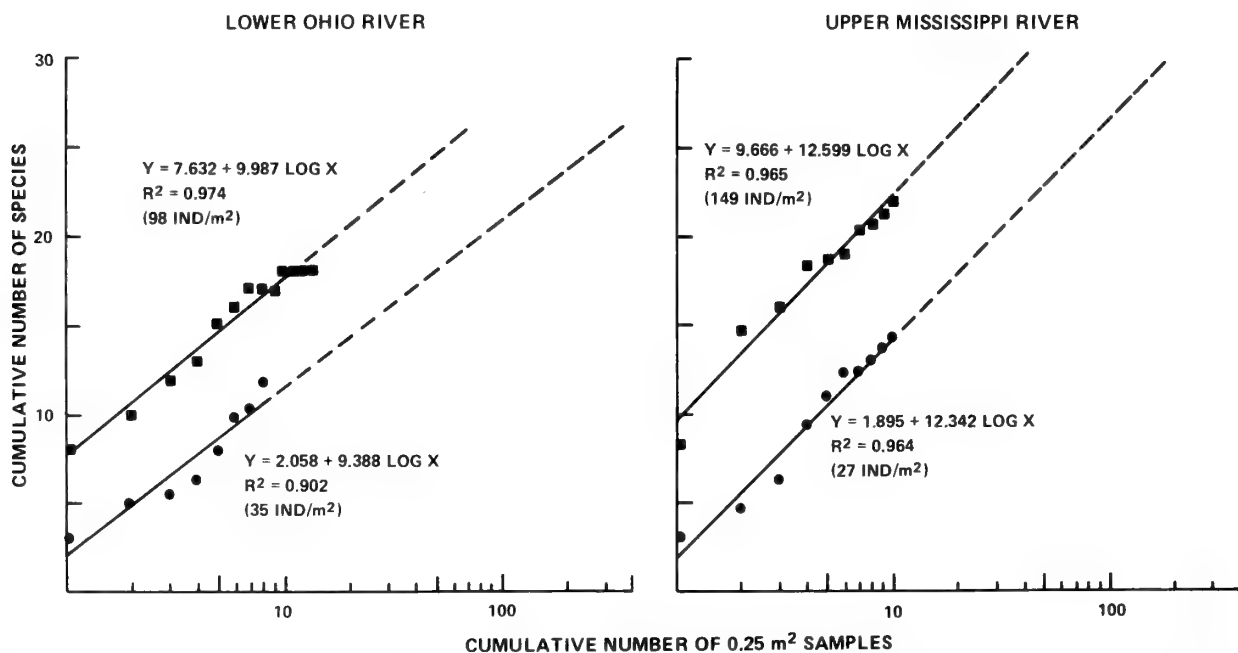 LOWER OHIO RIVER
UPPER MISSISSIPPI RIVER
CUMULATIVE NUMBER OF SPECIES
30
20
10
Y = 7.632 + 9.987 LOG X
R² = 0.974
(98 IND/m²)
Y = 2.058 + 9.388 LOG X
R² = 0.902
(35 IND/m²)
10
100
Y = 9.666 + 12.599 LOG X
R² = 0.965
(149 IND/m²)
Y = 1.895 + 12.342 LOG X
R² = 0.964
(27 IND/m²)
10
100
CUMULATIVE NUMBER OF 0.25 m² SAMPLES